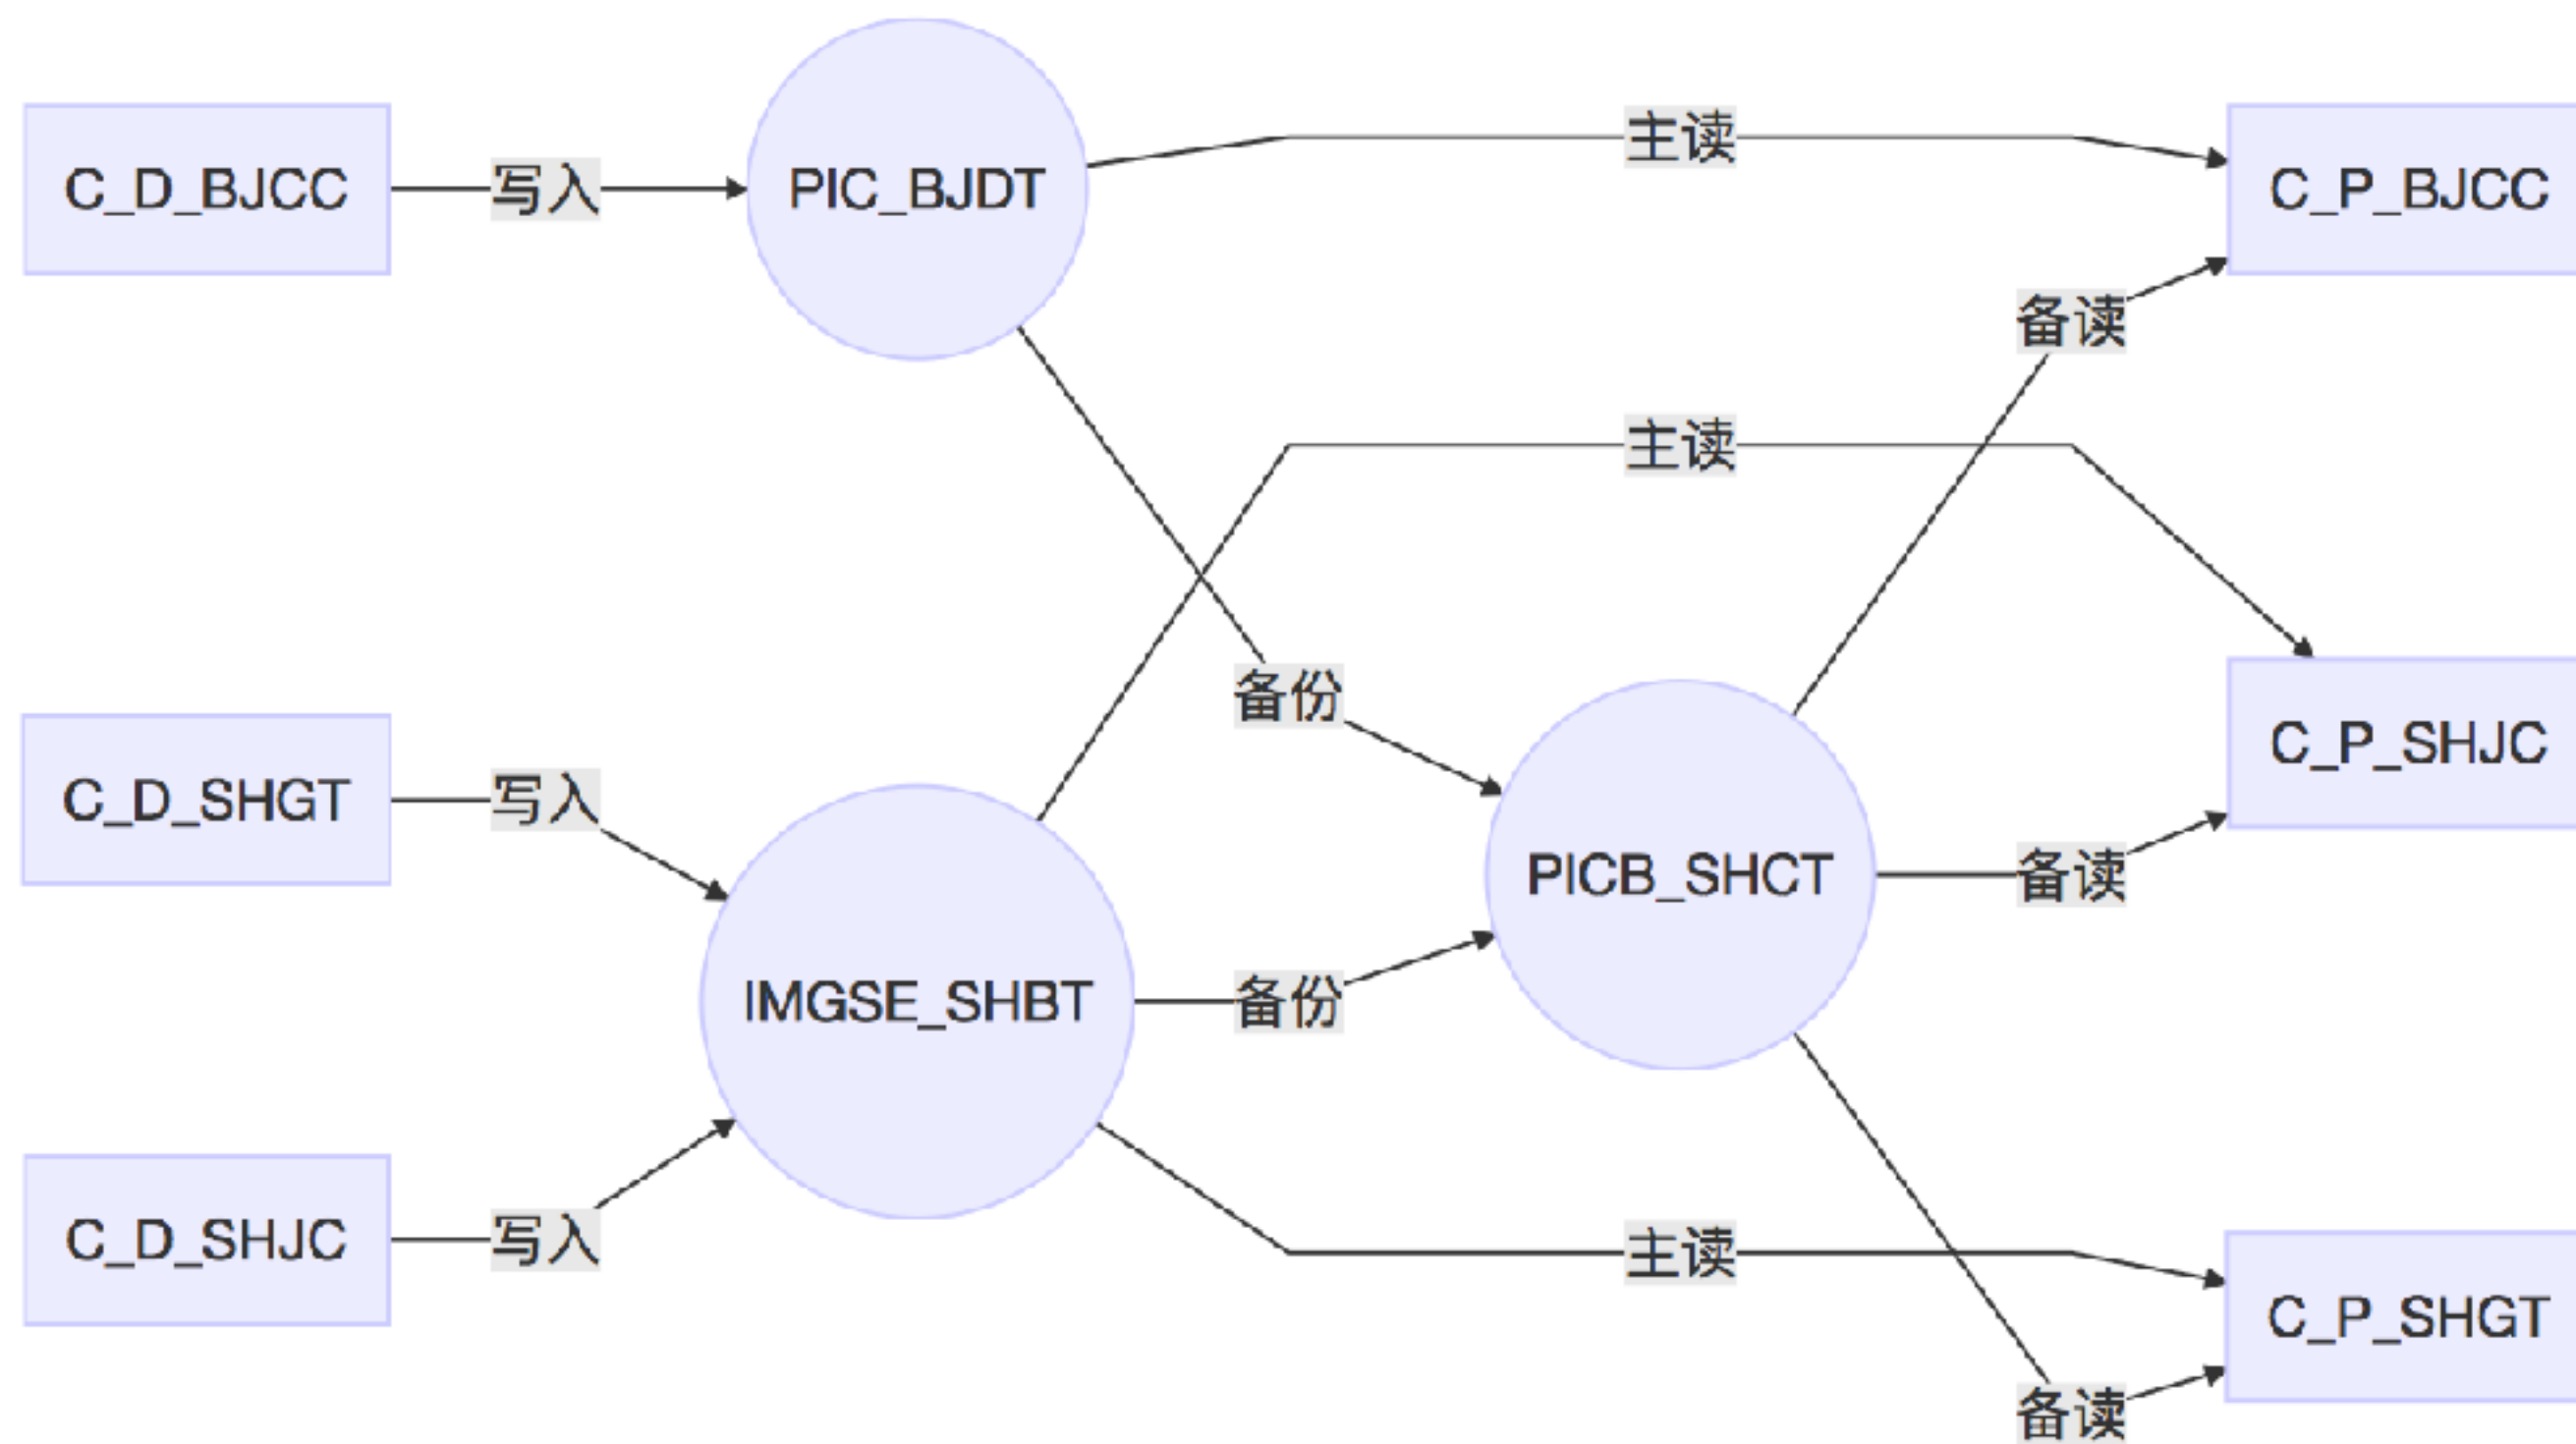 C_D_BJCC
写入
PIC_BJDT
主读
C_P_BJCC
备读
主读
备份
C_P_SHJC
C_D_SHGT
写入
PICB_SHCT
备读
IMGSE_SHBT
备份
C_D_SHJC
写入
主读
C_P_SHGT
备读